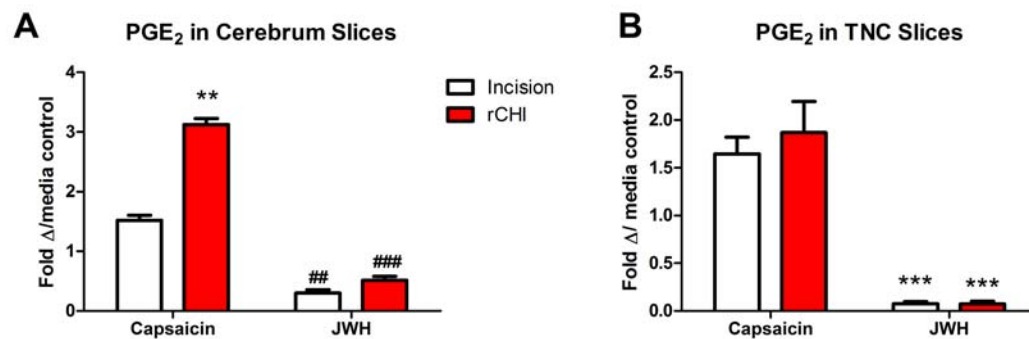 A
PGE₂ in Cerebrum Slices
Fold Δ/media control
4
3
2
1
0
**
##
###
Capsaicin
JWH
Incision
rCHI
B
PGE₂ in TNC Slices
Fold Δ/ media control
2.5
2.0
1.5
1.0
0.5
0.0
***
***
Capsaicin
JWH